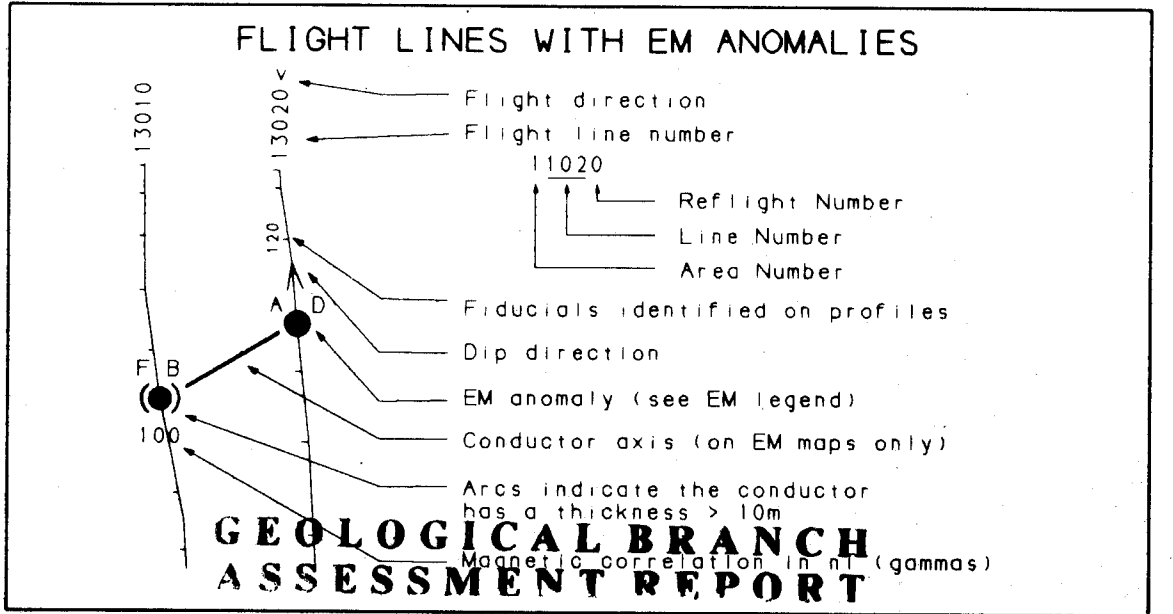 FLIGHT LINES WITH EM ANOMALIES
13010
13020 <
Flight direction
Flight line number
11020
Reflight Number
Line Number
Area Number
120
A D
Fiducials identified on profiles
Dip direction
F B
EM anomaly (see EM legend)
100
Conductor axis (on EM maps only)
Arcs indicate the conductor
has a thickness > 10m
GEOLOGICAL BRANCH
Magnetic correlation in nT (gammas)
ASSESSMENT REPORT